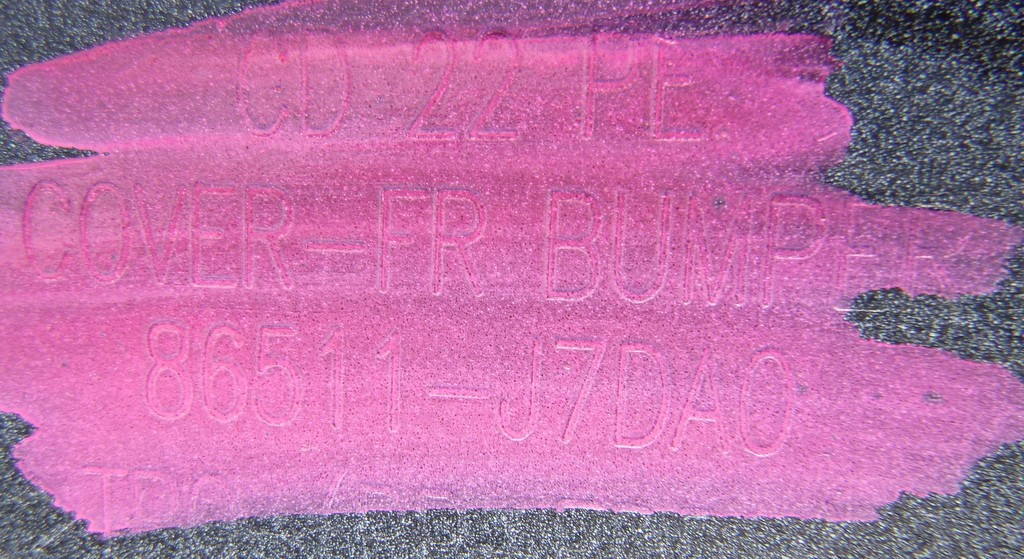 CD 22 PE
COVER-FR BUMPER
86511-J7DA0